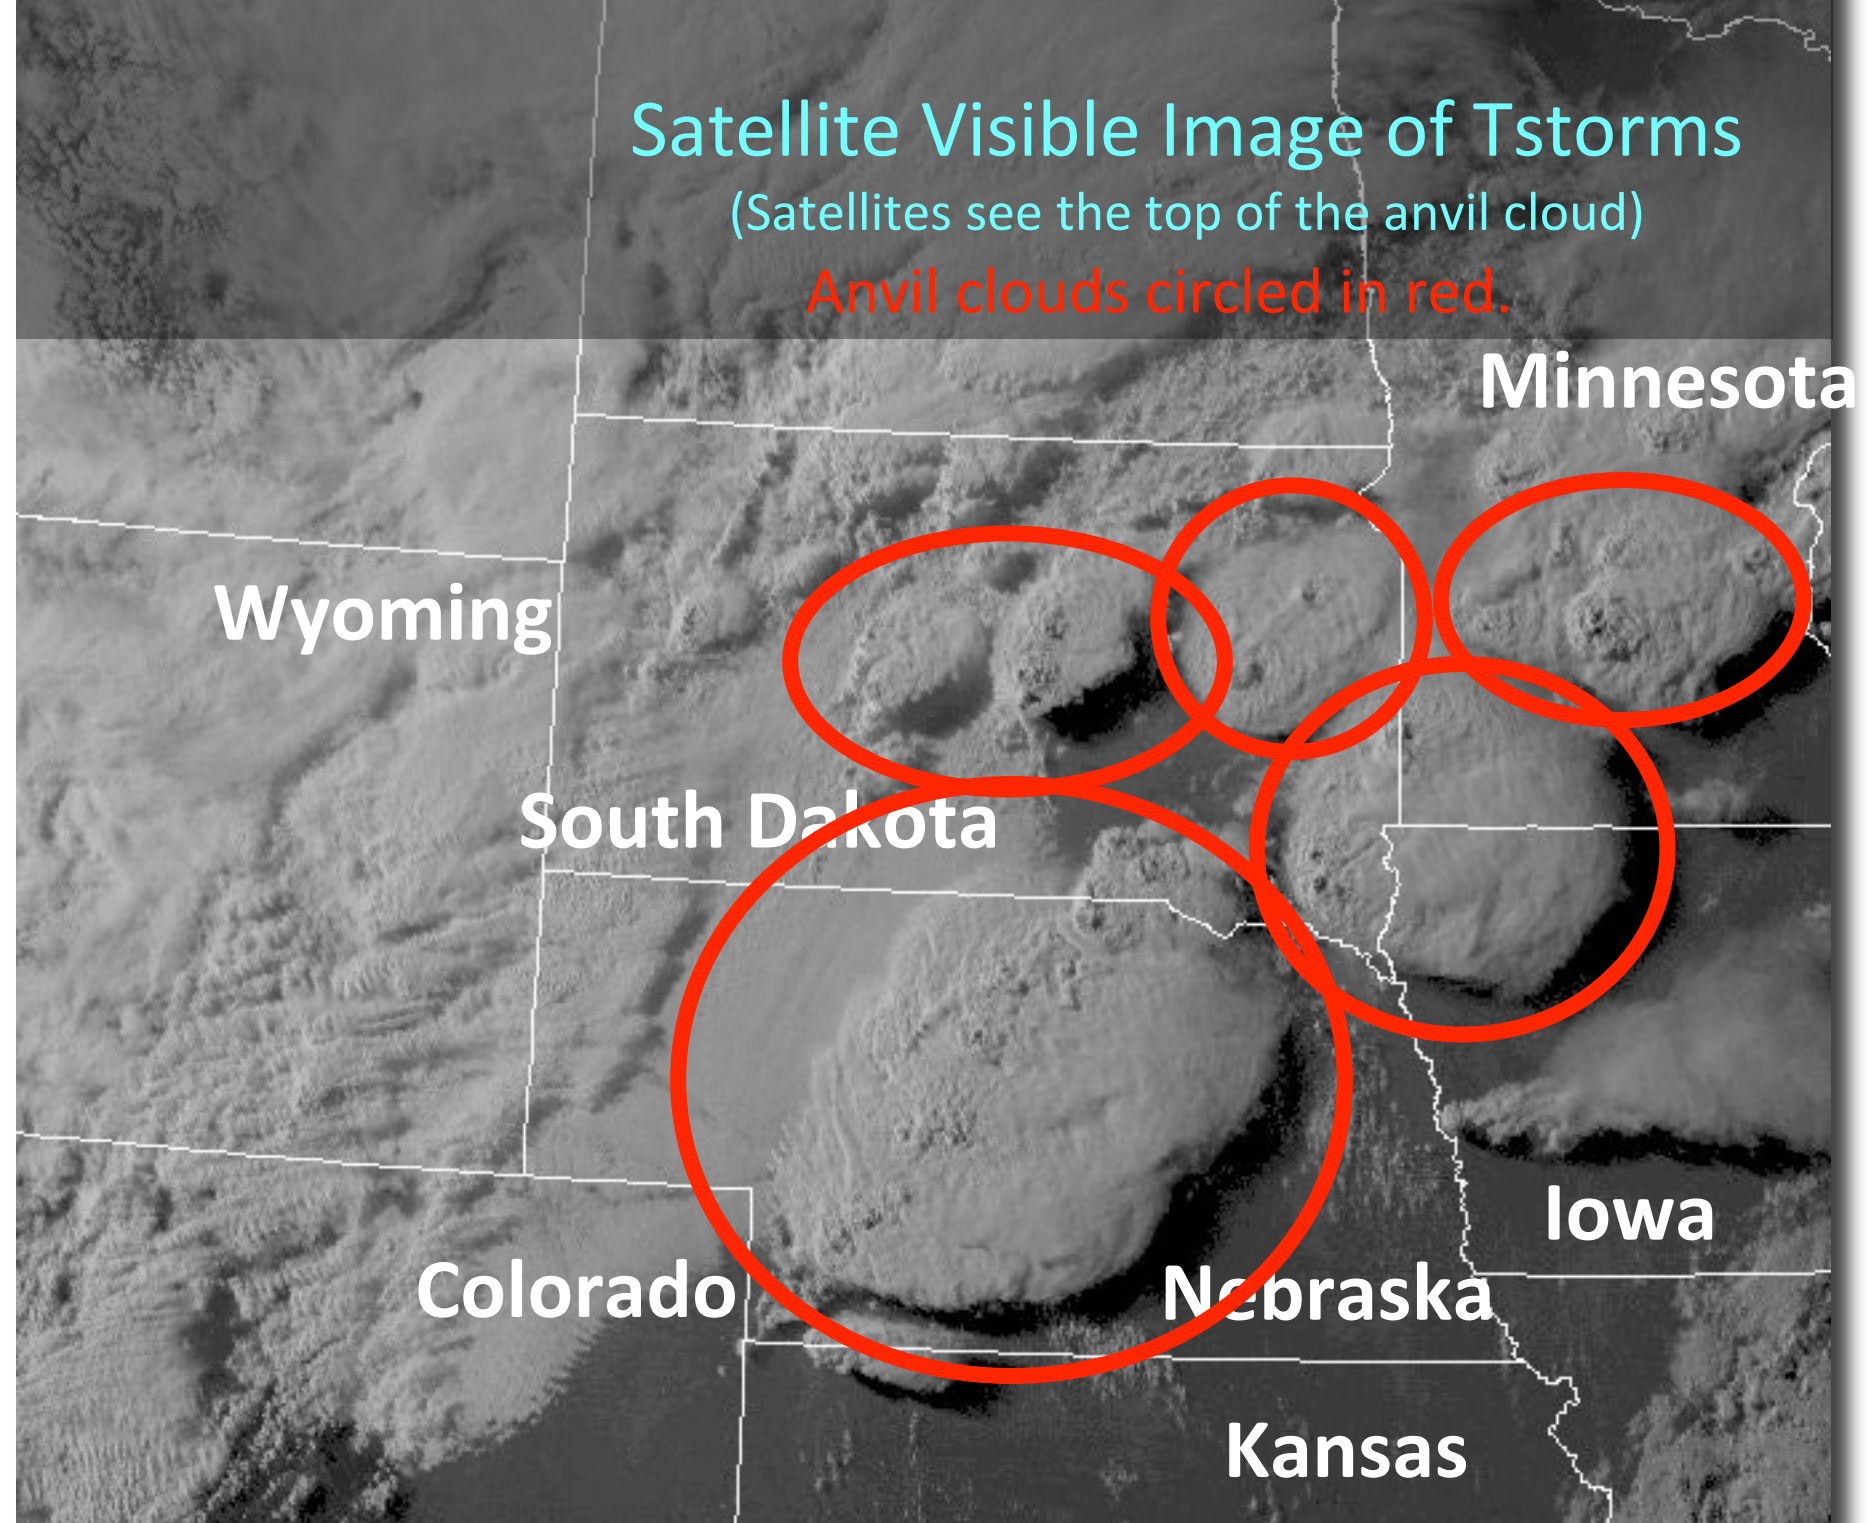 Satellite Visible Image of Tstorms
(Satellites see the top of the anvil cloud)
Anvil clouds circled in red.
Minnesota
Wyoming
South Dakota
Iowa
Colorado
Nebraska
Kansas